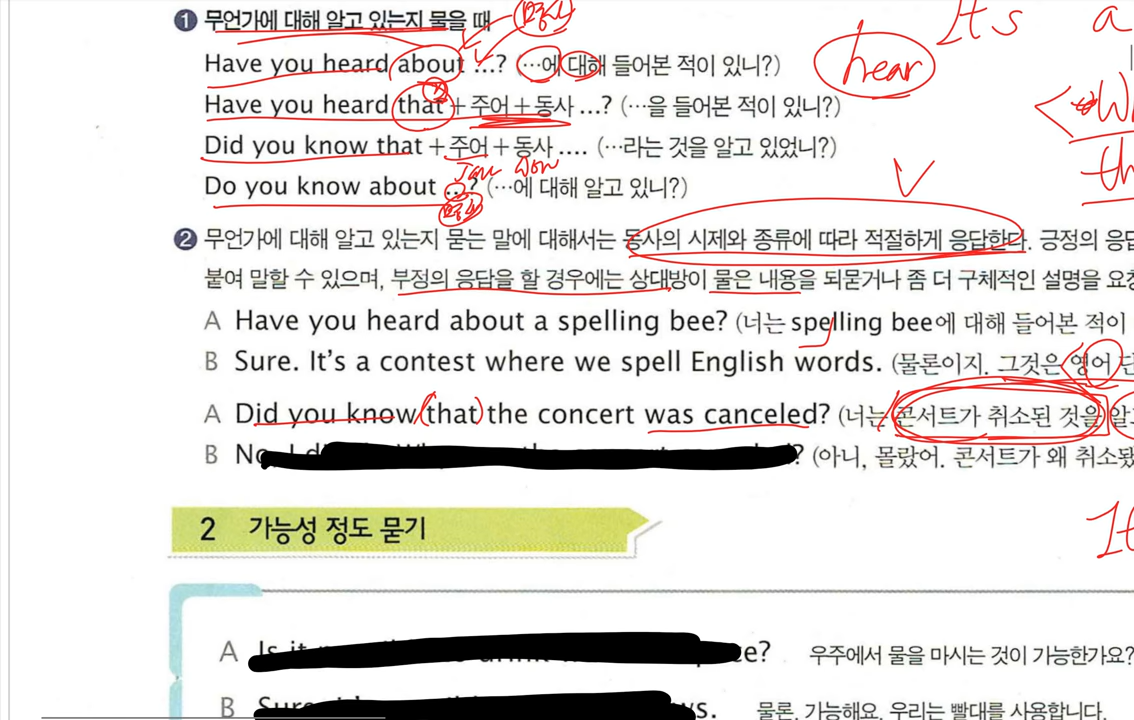 It's a
❶ 무언가에 대해 알고 있는지 물을 때
명사
Have you heard about ...? (…에 대해 들어본 적이 있니?)
hear
Have you heard that + 주어 + 동사 ...? (…을 들어본 적이 있니?)
Did you know that + 주어 + 동사 .... (…라는 것을 알고 있었니?)
th
Do you know about ...? (…에 대해 알고 있니?)
명사
❷ 무언가에 대해 알고 있는지 묻는 말에 대해서는 동사의 시제와 종류에 따라 적절하게 응답한다. 긍정의 응답
붙여 말할 수 있으며, 부정의 응답을 할 경우에는 상대방이 물은 내용을 되묻거나 좀 더 구체적인 설명을 요청
A Have you heard about a spelling bee? (너는 spelling bee에 대해 들어본 적이
B Sure. It's a contest where we spell English words. (물론이지. 그것은 영어 단
A Did you know (that) the concert was canceled? (너는 콘서트가 취소된 것을 알
B No, I ? (아니, 몰랐어. 콘서트가 왜 취소됐
2 가능성 정도 묻기
It
A Is it ce? 우주에서 물을 마시는 것이 가능한가요?
B Sure. ws. 물론, 가능해요. 우리는 빨대를 사용합니다.